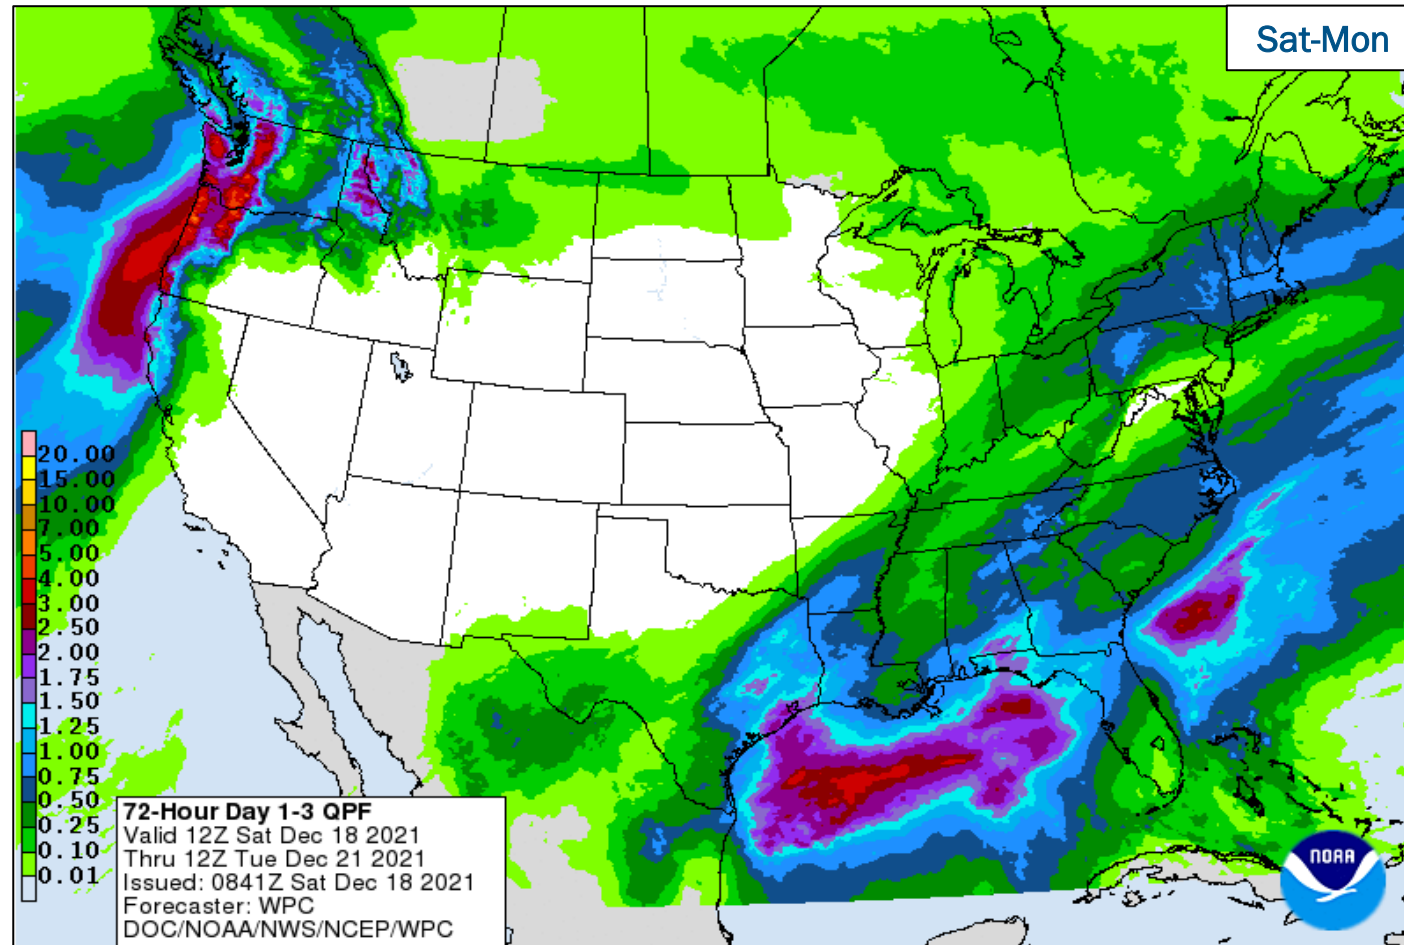 Sat-Mon
20.00
15.00
10.00
7.00
5.00
4.00
3.00
2.50
2.00
1.75
1.50
1.25
1.00
0.75
0.50
0.25
0.10
0.01
72-Hour Day 1-3 QPF
Valid 12Z Sat Dec 18 2021
Thru 12Z Tue Dec 21 2021
Issued: 0841Z Sat Dec 18 2021
Forecaster: WPC
DOC/NOAA/NWS/NCEP/WPC
NOAA